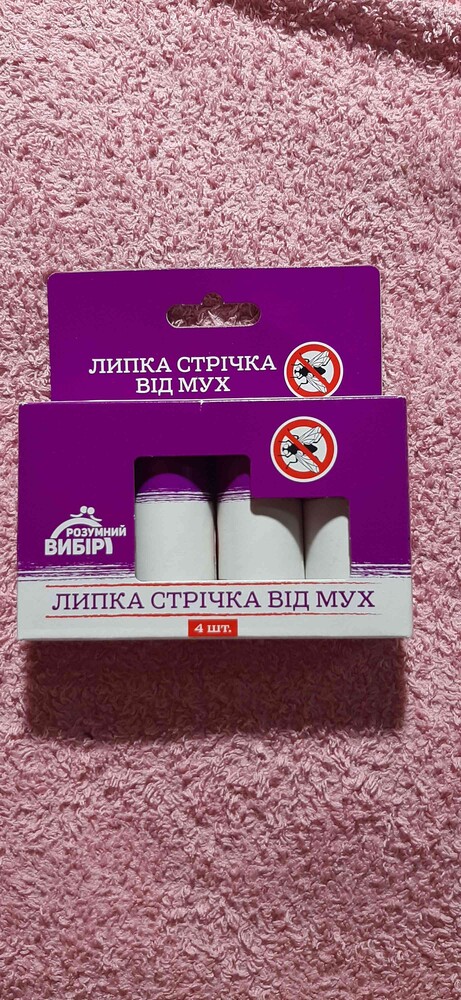 ЛИПКА СТРІЧКА
ВІД МУХ
РОЗУМНИЙ
ВИБІР!
ЛИПКА СТРІЧКА ВІД МУХ
4 шт.